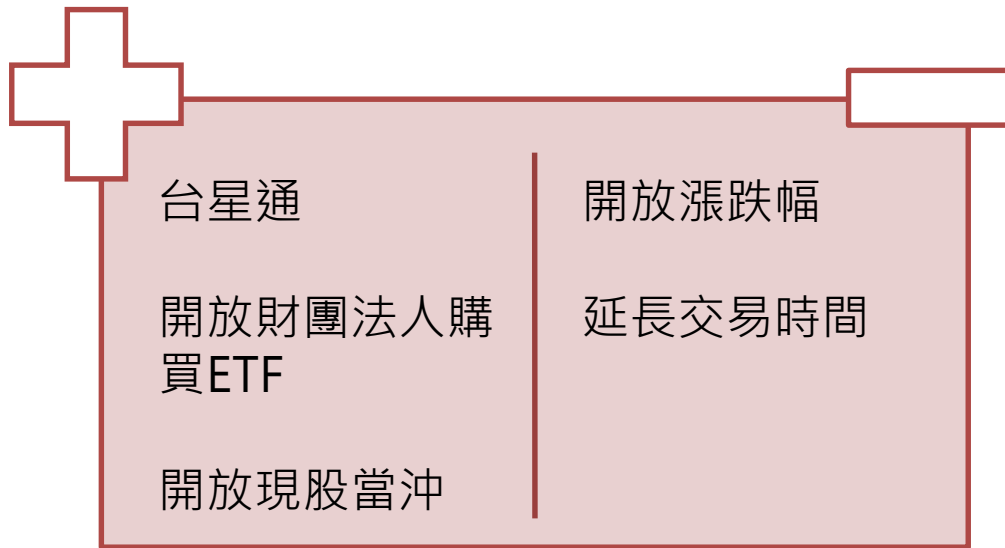 台星通
開放財團法人購
買ETF
開放現股當沖
開放漲跌幅
延長交易時間